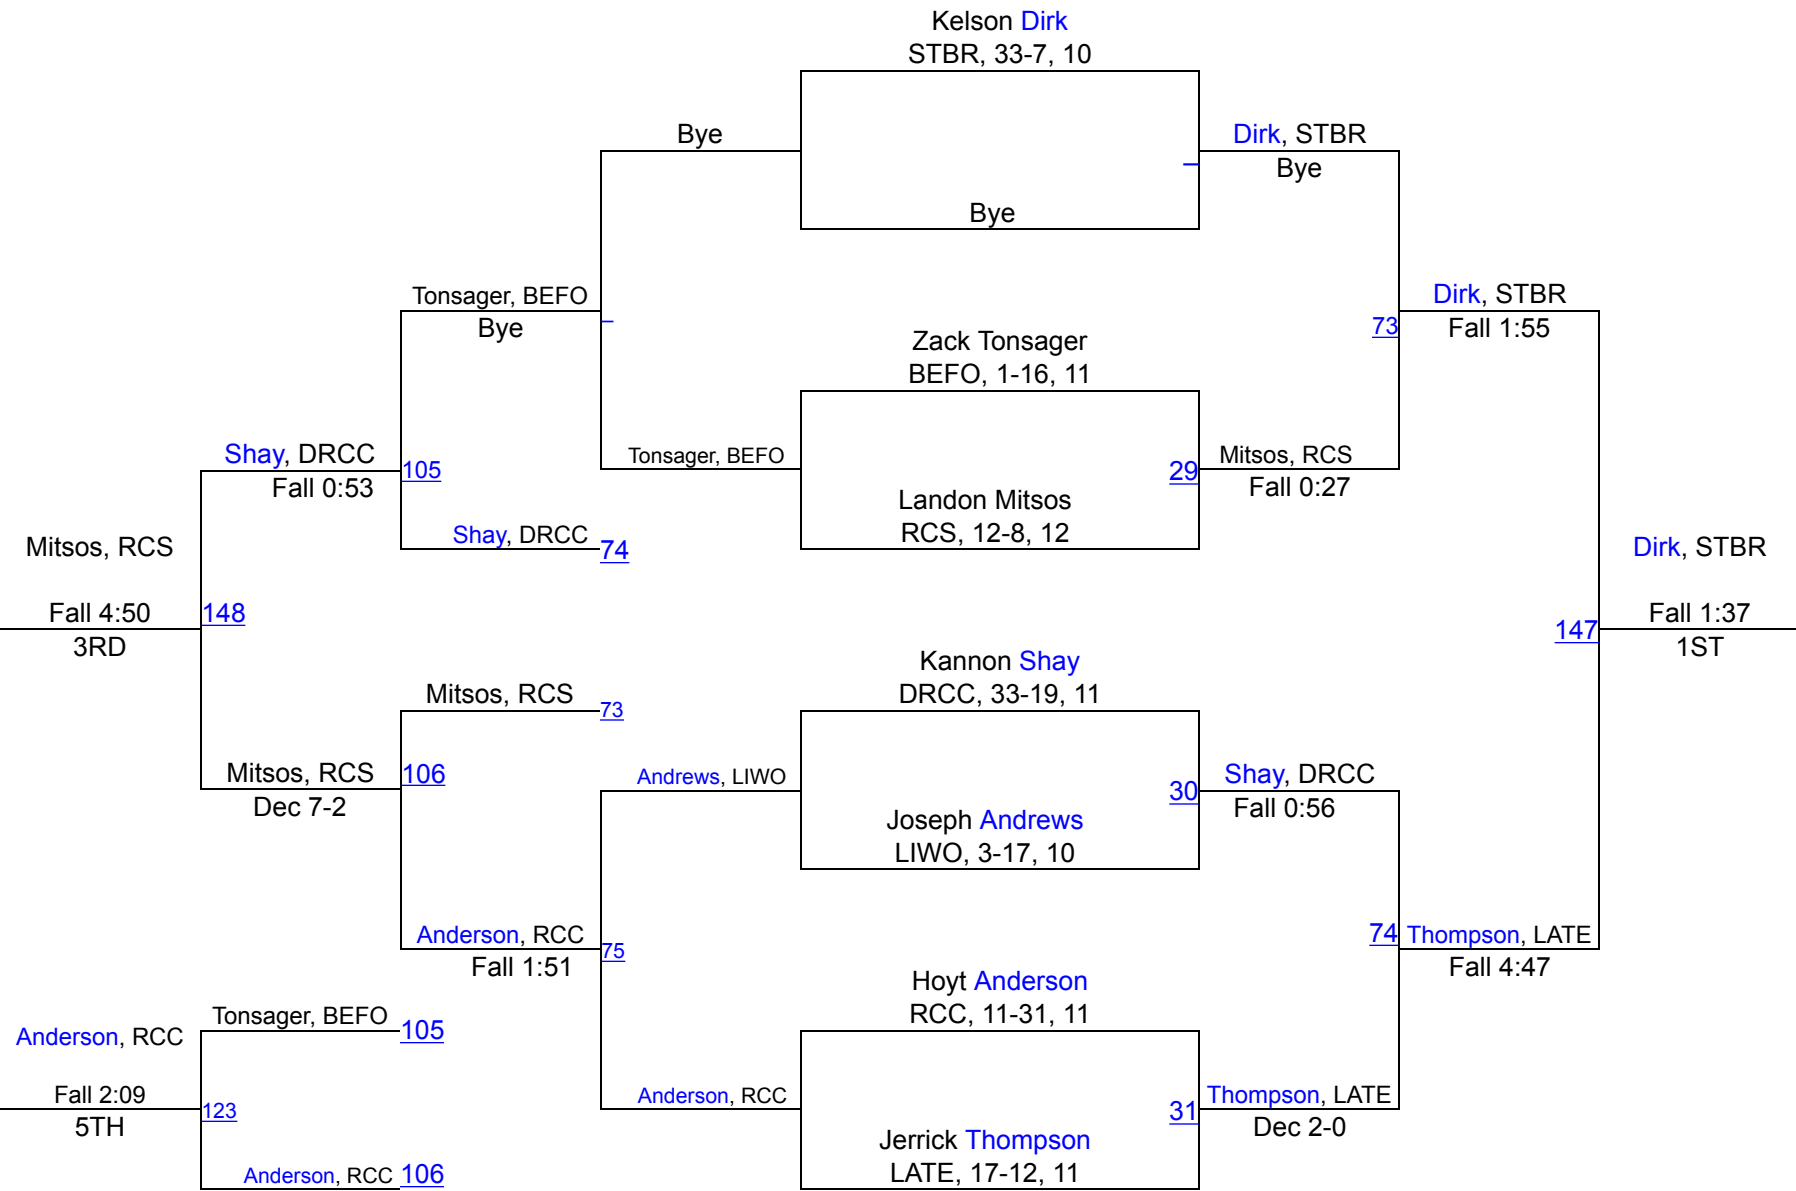 Kelson Dirk
STBR, 33-7, 10
Bye
Dirk, STBR
Bye
Bye
Tonsager, BEFO
Bye
Dirk, STBR
73
Fall 1:55
Zack Tonsager
BEFO, 1-16, 11
Shay, DRCC
105
Fall 0:53
Tonsager, BEFO
29
Mitsos, RCS
Fall 0:27
Landon Mitsos
RCS, 12-8, 12
Shay, DRCC
74
Mitsos, RCS
Dirk, STBR
Fall 4:50
148
3RD
147
Fall 1:37
1ST
Kannon Shay
DRCC, 33-19, 11
Mitsos, RCS
73
Mitsos, RCS
106
Dec 7-2
Andrews, LIWO
30
Shay, DRCC
Fall 0:56
Joseph Andrews
LIWO, 3-17, 10
Anderson, RCC
75
Fall 1:51
74
Thompson, LATE
Fall 4:47
Hoyt Anderson
RCC, 11-31, 11
Tonsager, BEFO
105
Anderson, RCC
Fall 2:09
123
5TH
Anderson, RCC
31
Thompson, LATE
Dec 2-0
Jerrick Thompson
LATE, 17-12, 11
Anderson, RCC
106